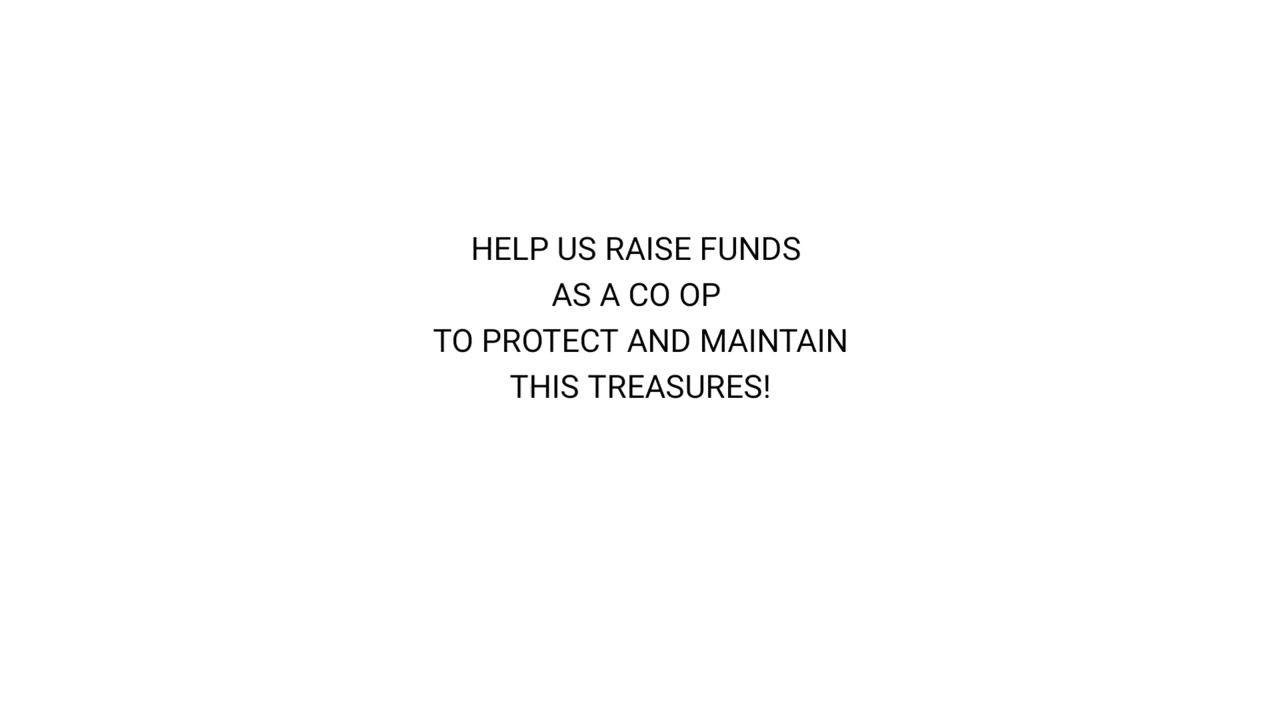 HELP US RAISE FUNDS
AS A CO OP
TO PROTECT AND MAINTAIN
THIS TREASURES!